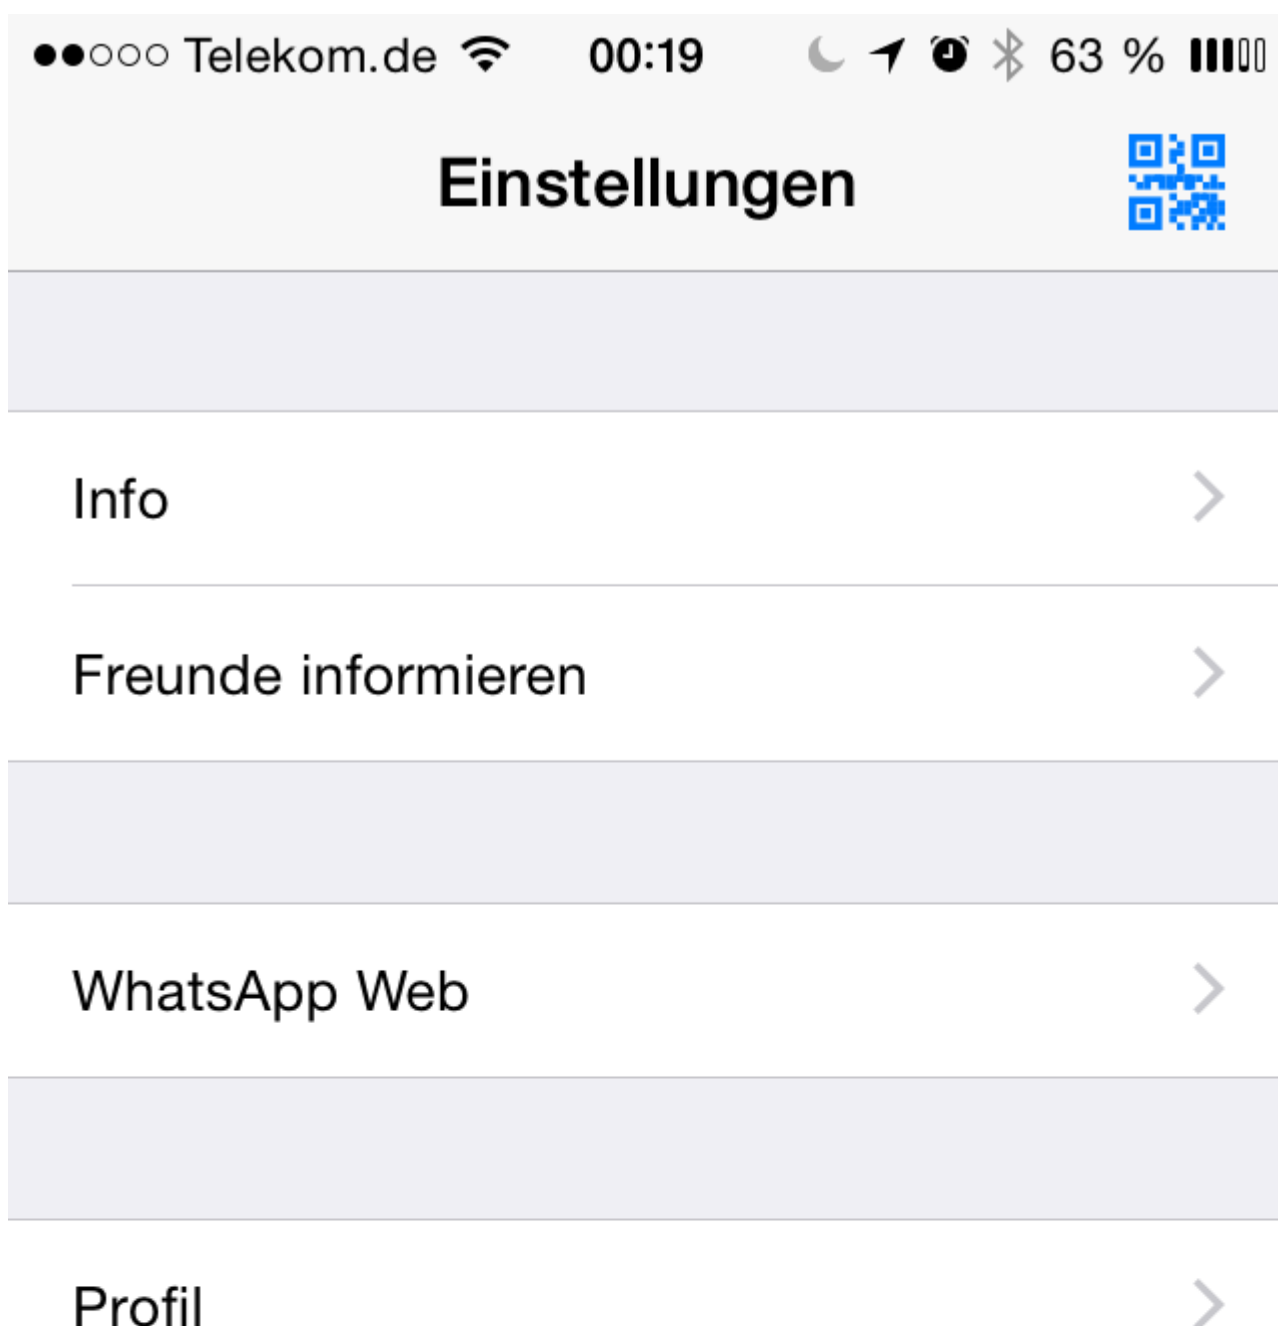 Telekom.de 00:19 63 %
Einstellungen
Info
Freunde informieren
WhatsApp Web
Profil